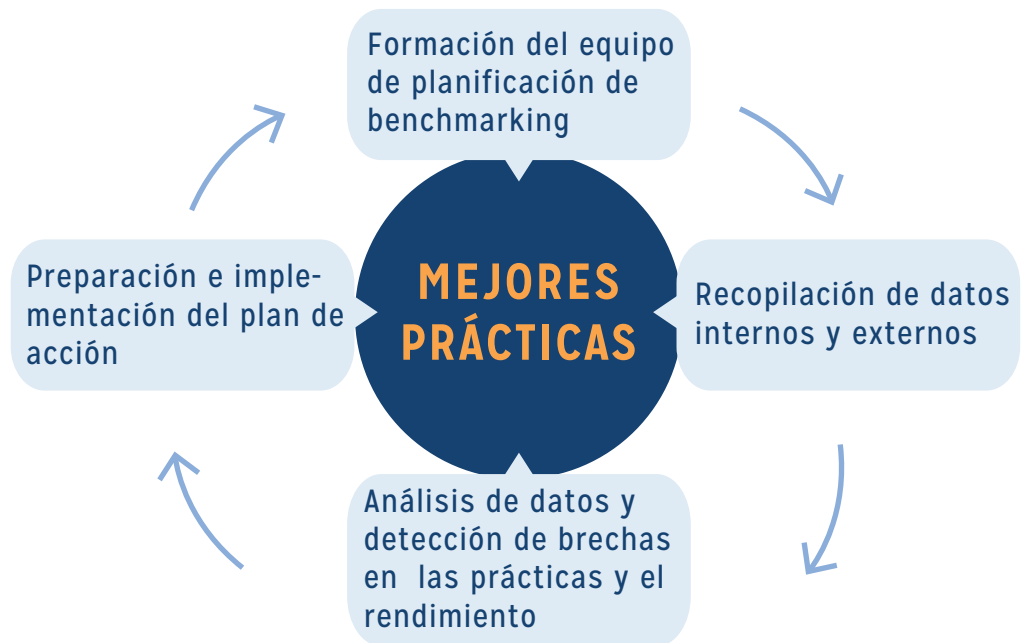 Formación del equipo
de planificación de
benchmarking
Preparación e imple-
mentación del plan de
acción
MEJORES
PRÁCTICAS
Recopilación de datos
internos y externos
Análisis de datos y
detección de brechas
en las prácticas y el
rendimiento